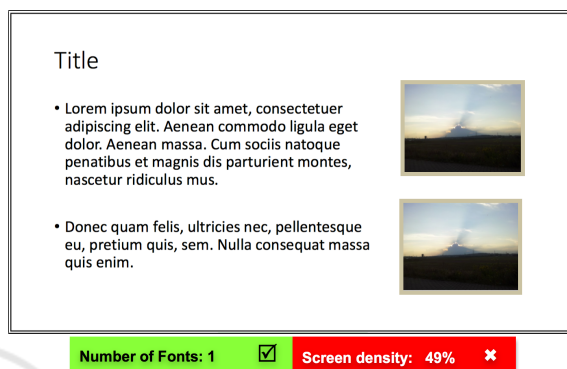 Title
• Lorem ipsum dolor sit amet, consectetuer
adipiscing elit. Aenean commodo ligula eget
dolor. Aenean massa. Cum sociis natoque
penatibus et magnis dis parturient montes,
nascetur ridiculus mus.
• Donec quam felis, ultricies nec, pellentesque
eu, pretium quis, sem. Nulla consequat massa
quis enim.
Number of Fonts: 1 ☑ Screen density: 49% ✖